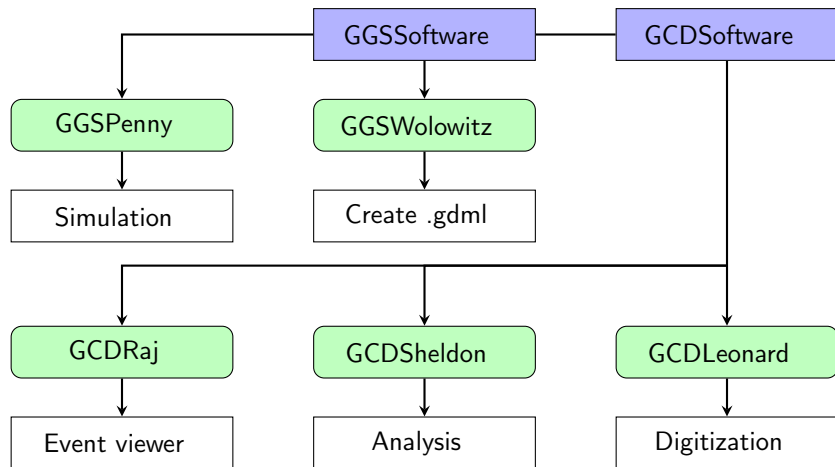 GGSSoftware
GCDSoftware
GGSPenny
GGSWolowitz
Simulation
Create .gdml
GCDRaj
GCDSheldon
GCDLeonard
Event viewer
Analysis
Digitization